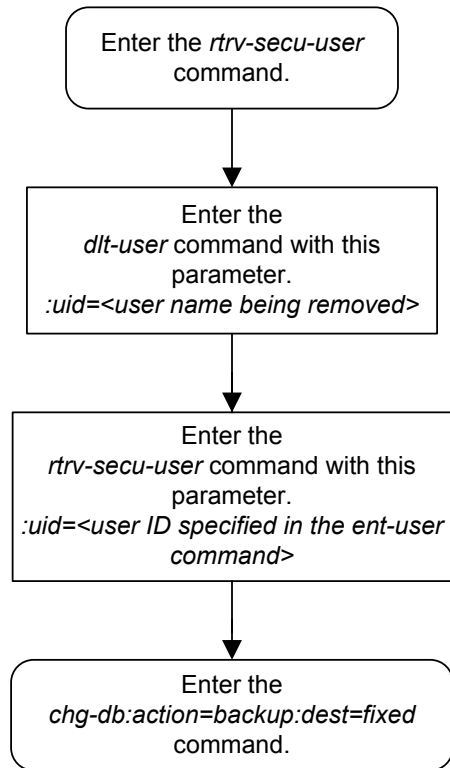 Enter the rtrv-secu-user
command.
Enter the
dlt-user command with this
parameter.
:uid=<user name being removed>
Enter the
rtrv-secu-user command with this
parameter.
:uid=<user ID specified in the ent-user
command>
Enter the
chg-db:action=backup:dest=fixed
command.